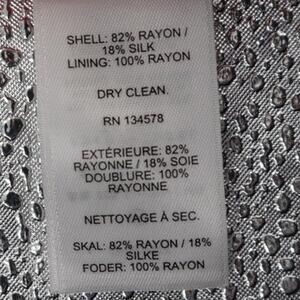 SHELL: 82% RAYON /
18% SILK
LINING: 100% RAYON
DRY CLEAN.
RN 134578
EXTÉRIEURE: 82%
RAYONNE / 18% SOIE
DOUBLURE: 100%
RAYONNE
NETTOYAGE À SEC.
SKAL: 82% RAYON / 18%
SILKE
FODER: 100% RAYON